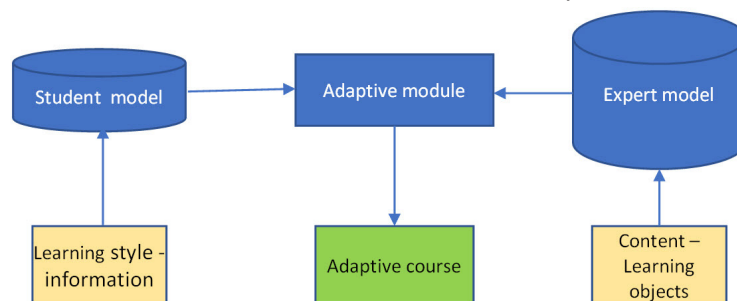 Student model
Adaptive module
Expert model
Learning style -
information
Adaptive course
Content –
Learning
objects